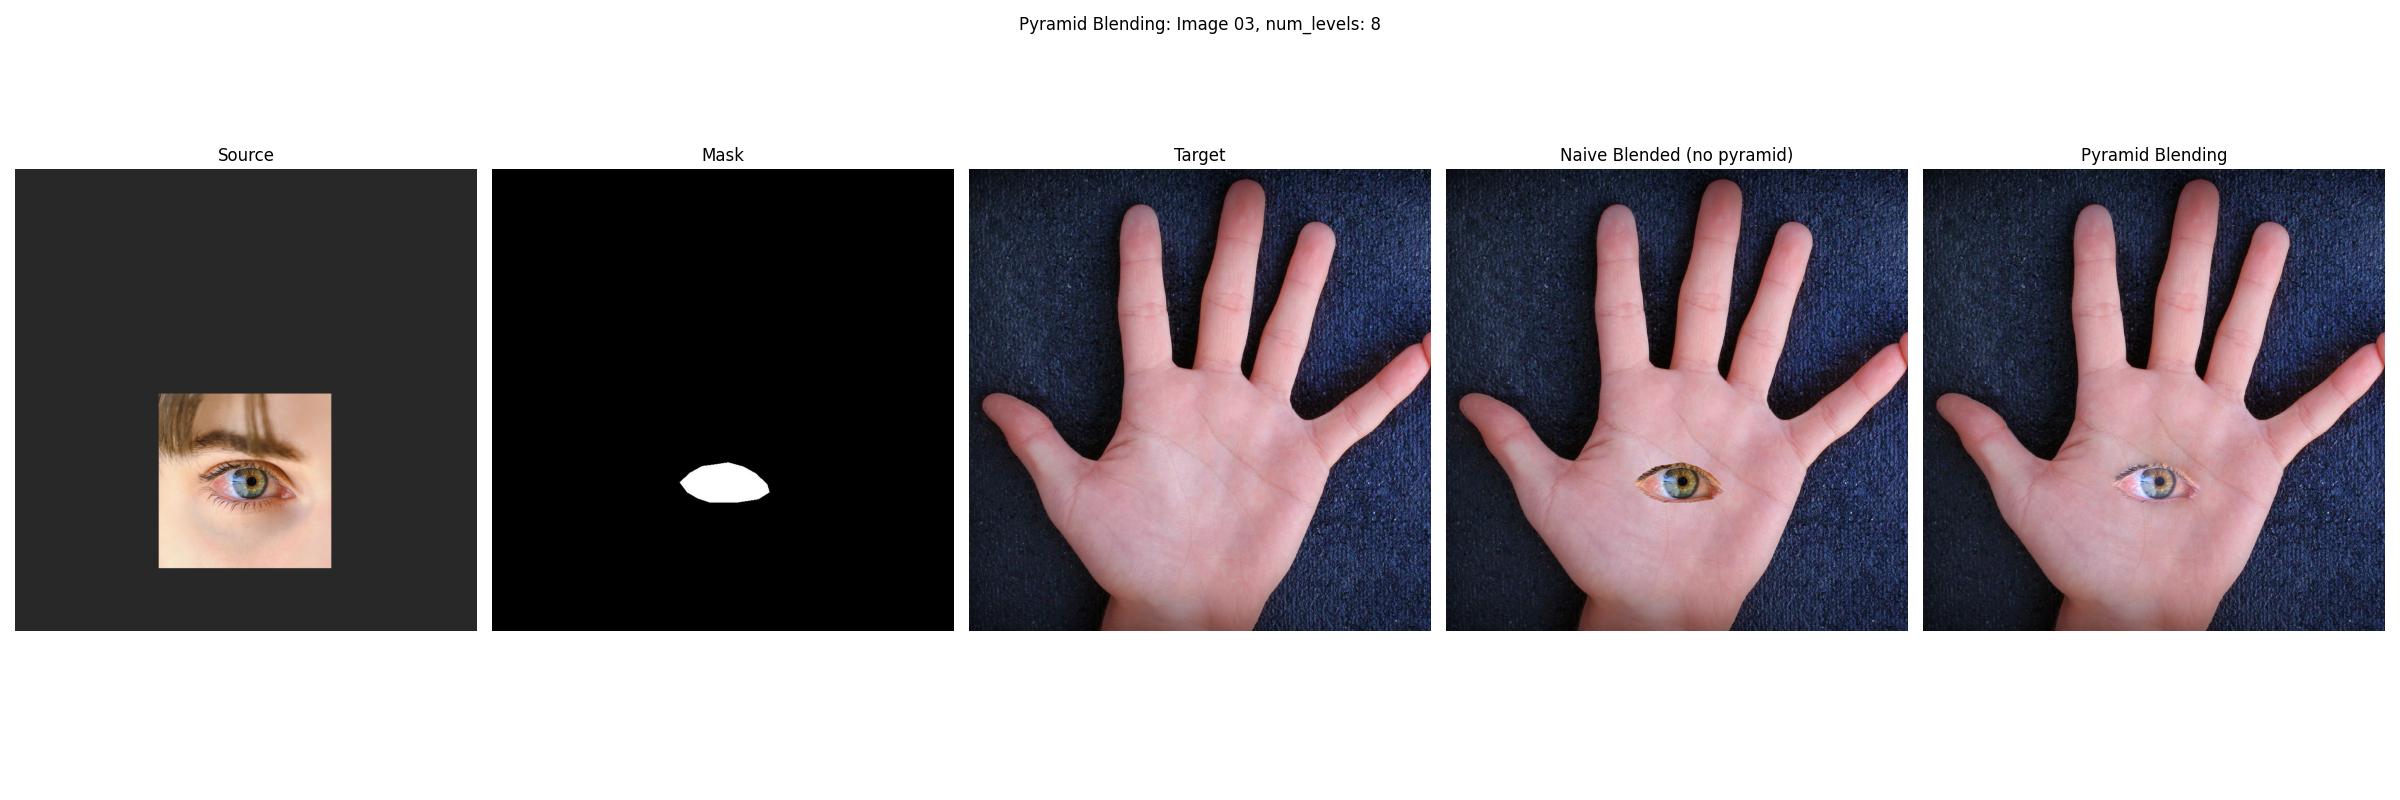 Pyramid Blending: Image 03, num_levels: 8
Source
Mask
Target
Naive Blended (no pyramid)
Pyramid Blending